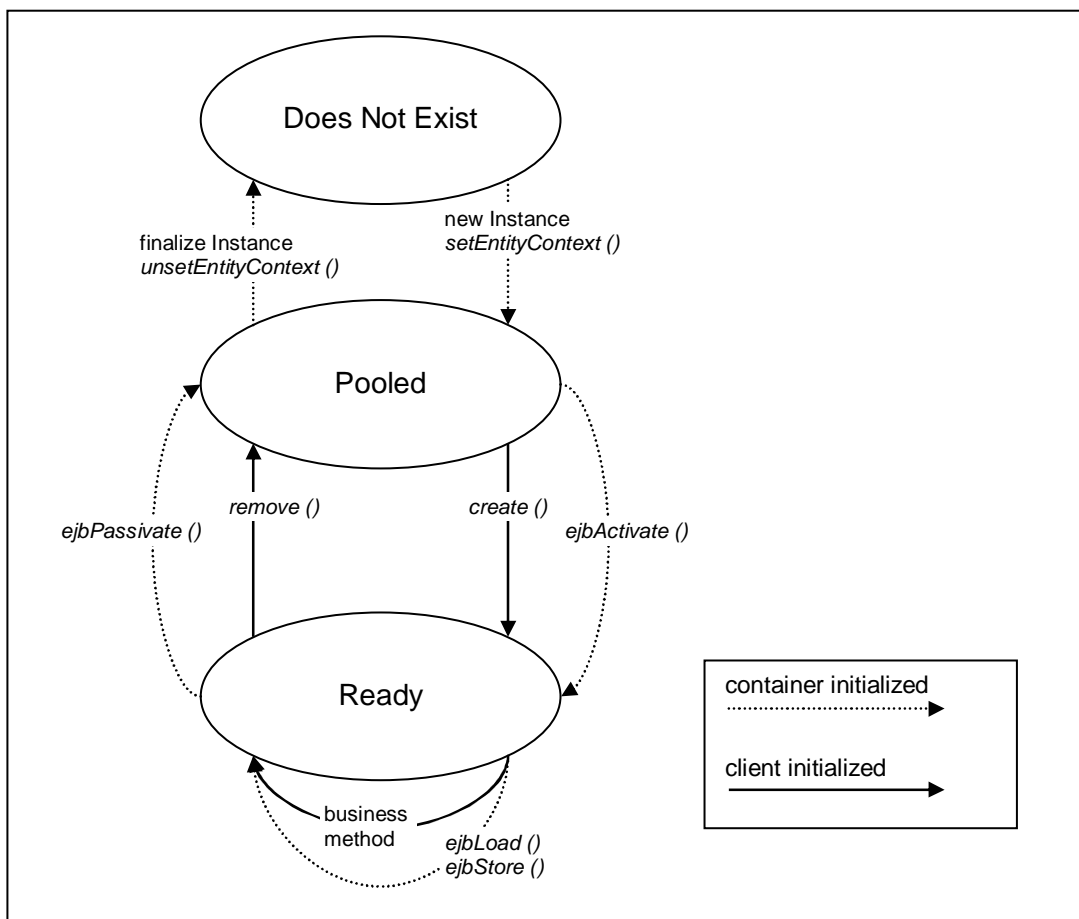 Does Not Exist
finalize Instance
unsetEntityContext ()
new Instance
setEntityContext ()
Pooled
ejbPassivate ()
remove ()
create ()
ejbActivate ()
Ready
business
method
ejbLoad ()
ejbStore ()
container initialized
client initialized